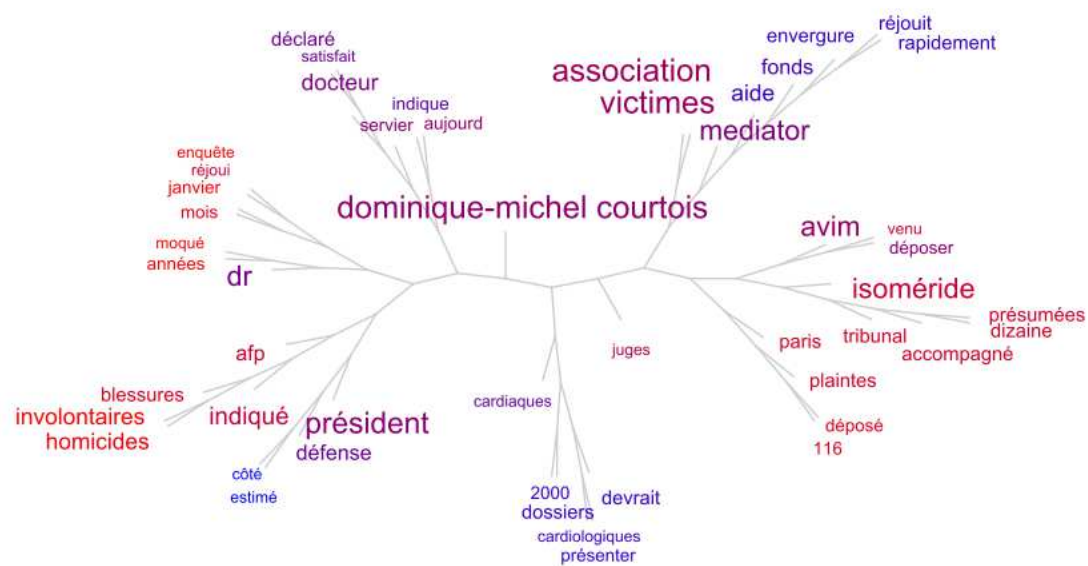 déclaré
satisfait
docteur
servier
indique
aujourd
association
victimes
mediator
aide
fonds
envergure
réjouit
rapidement
enquête
réjoui
janvier
mois
moqué
années
dr
dominique-michel courtois
avim
venu
déposer
isoméride
présumées
dizaine
tribunal
accompagné
paris
plaintes
déposé
116
juges
cardiaques
afp
blessures
involontaires
homicides
indiqué
président
défense
côté
estimé
2000
dossiers
devrait
cardiologiques
présenter